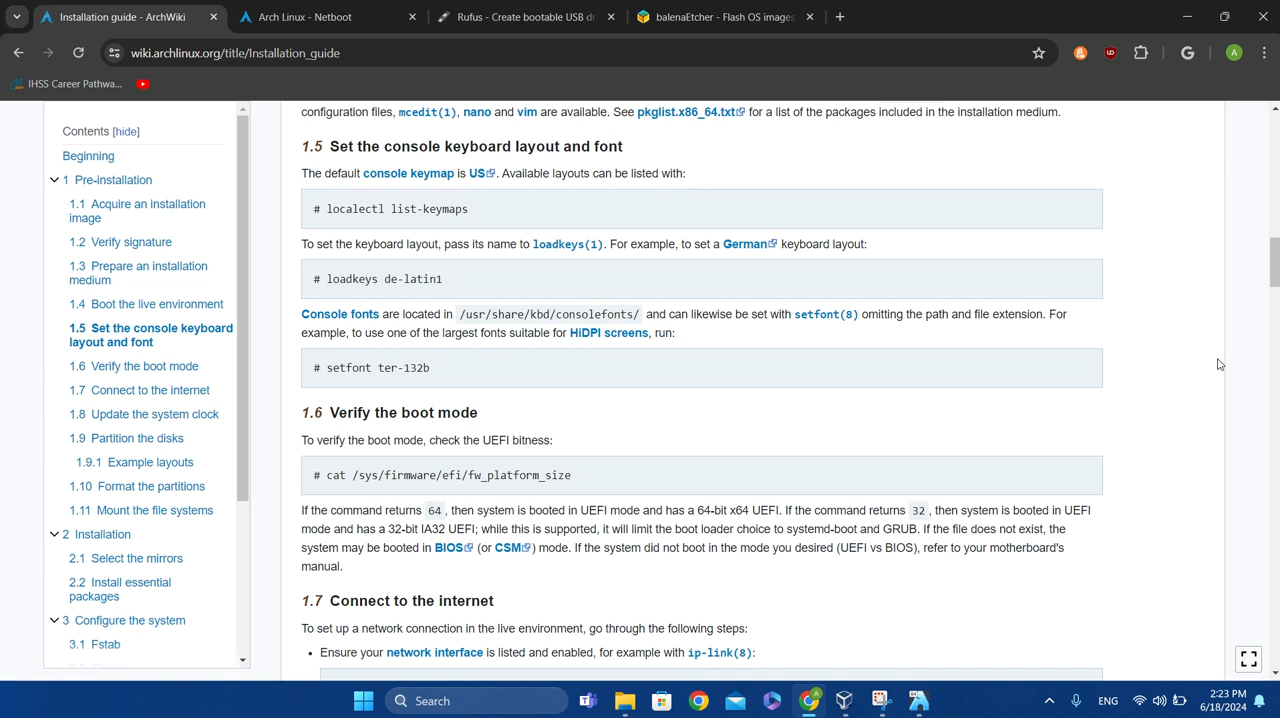 Installation guide - ArchWiki
Arch Linux - Netboot
Rufus - Create bootable USB dr
balenaEtcher - Flash OS images
wiki.archlinux.org/title/Installation_guide
G
A
IHSS Career Pathwa...
Contents [hide]
Beginning
1 Pre-installation
1.1 Acquire an installation
image
1.2 Verify signature
1.3 Prepare an installation
medium
1.4 Boot the live environment
1.5 Set the console keyboard
layout and font
1.6 Verify the boot mode
1.7 Connect to the internet
1.8 Update the system clock
1.9 Partition the disks
1.9.1 Example layouts
1.10 Format the partitions
1.11 Mount the file systems
2 Installation
2.1 Select the mirrors
2.2 Install essential
packages
3 Configure the system
3.1 Fstab
configuration files, mcedit(1), nano and vim are available. See pkglist.x86_64.txt for a list of the packages included in the installation medium.
1.5 Set the console keyboard layout and font
The default console keymap is US. Available layouts can be listed with:
# localectl list-keymaps
To set the keyboard layout, pass its name to loadkeys(1). For example, to set a German keyboard layout:
# loadkeys de-latin1
Console fonts are located in /usr/share/kbd/consolefonts/ and can likewise be set with setfont(8) omitting the path and file extension. For
example, to use one of the largest fonts suitable for HiDPI screens, run:
# setfont ter-132b
1.6 Verify the boot mode
To verify the boot mode, check the UEFI bitness:
# cat /sys/firmware/efi/fw_platform_size
If the command returns 64, then system is booted in UEFI mode and has a 64-bit x64 UEFI. If the command returns 32, then system is booted in UEFI
mode and has a 32-bit IA32 UEFI; while this is supported, it will limit the boot loader choice to systemd-boot and GRUB. If the file does not exist, the
system may be booted in BIOS (or CSM) mode. If the system did not boot in the mode you desired (UEFI vs BIOS), refer to your motherboard's
manual.
1.7 Connect to the internet
To set up a network connection in the live environment, go through the following steps:
• Ensure your network interface is listed and enabled, for example with ip-link(8):
Search
ENG
2:23 PM
6/18/2024